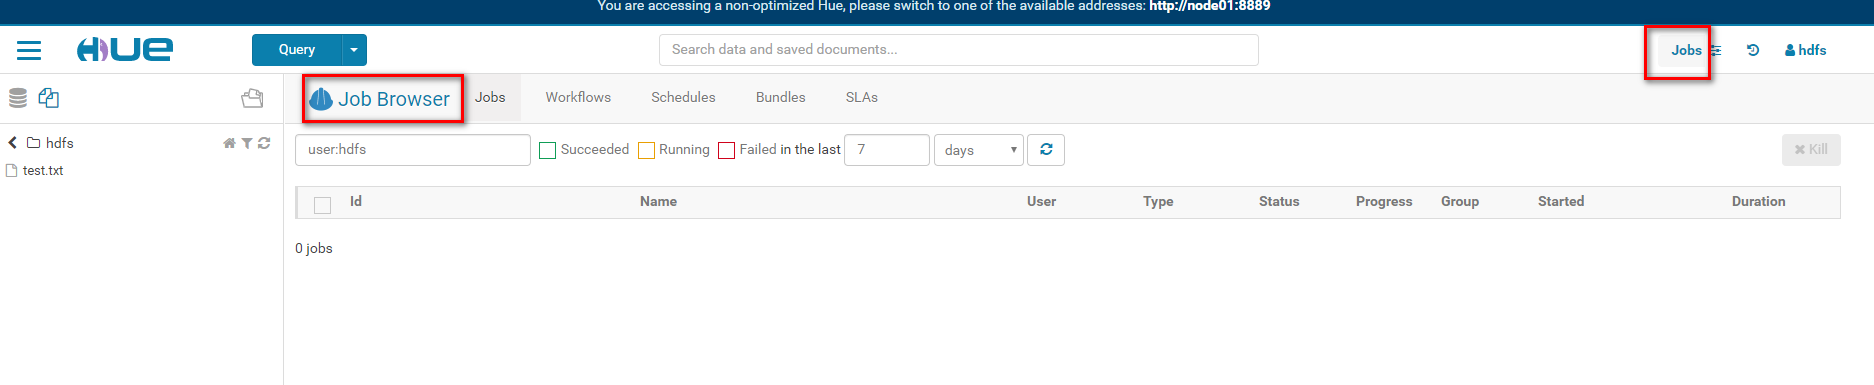 You are accessing a non-optimized Hue, please switch to one of the available addresses: http://node01:8889
HUE Query Search data and saved documents... Jobs hdfs
Job Browser Jobs Workflows Schedules Bundles SLAs
hdfs
user:hdfs Succeeded Running Failed in the last 7 days Kill
test.txt
Id Name User Type Status Progress Group Started Duration
0 jobs